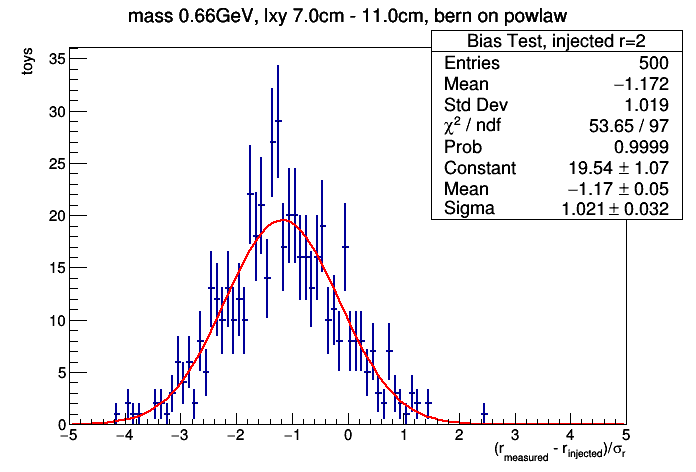 mass 0.66GeV, lxy 7.0cm - 11.0cm, bern on powlaw
Bias Test, injected r=2
Entries 500
Mean −1.172
Std Dev 1.019
χ² / ndf 53.65 / 97
Prob 0.9999
Constant 19.54 ± 1.07
Mean −1.17 ± 0.05
Sigma 1.021 ± 0.032
toys
35
30
25
20
15
10
5
0
−5 −4 −3 −2 −1 0 1 2 3 4 5
(r_measured - r_injected)/σ_r